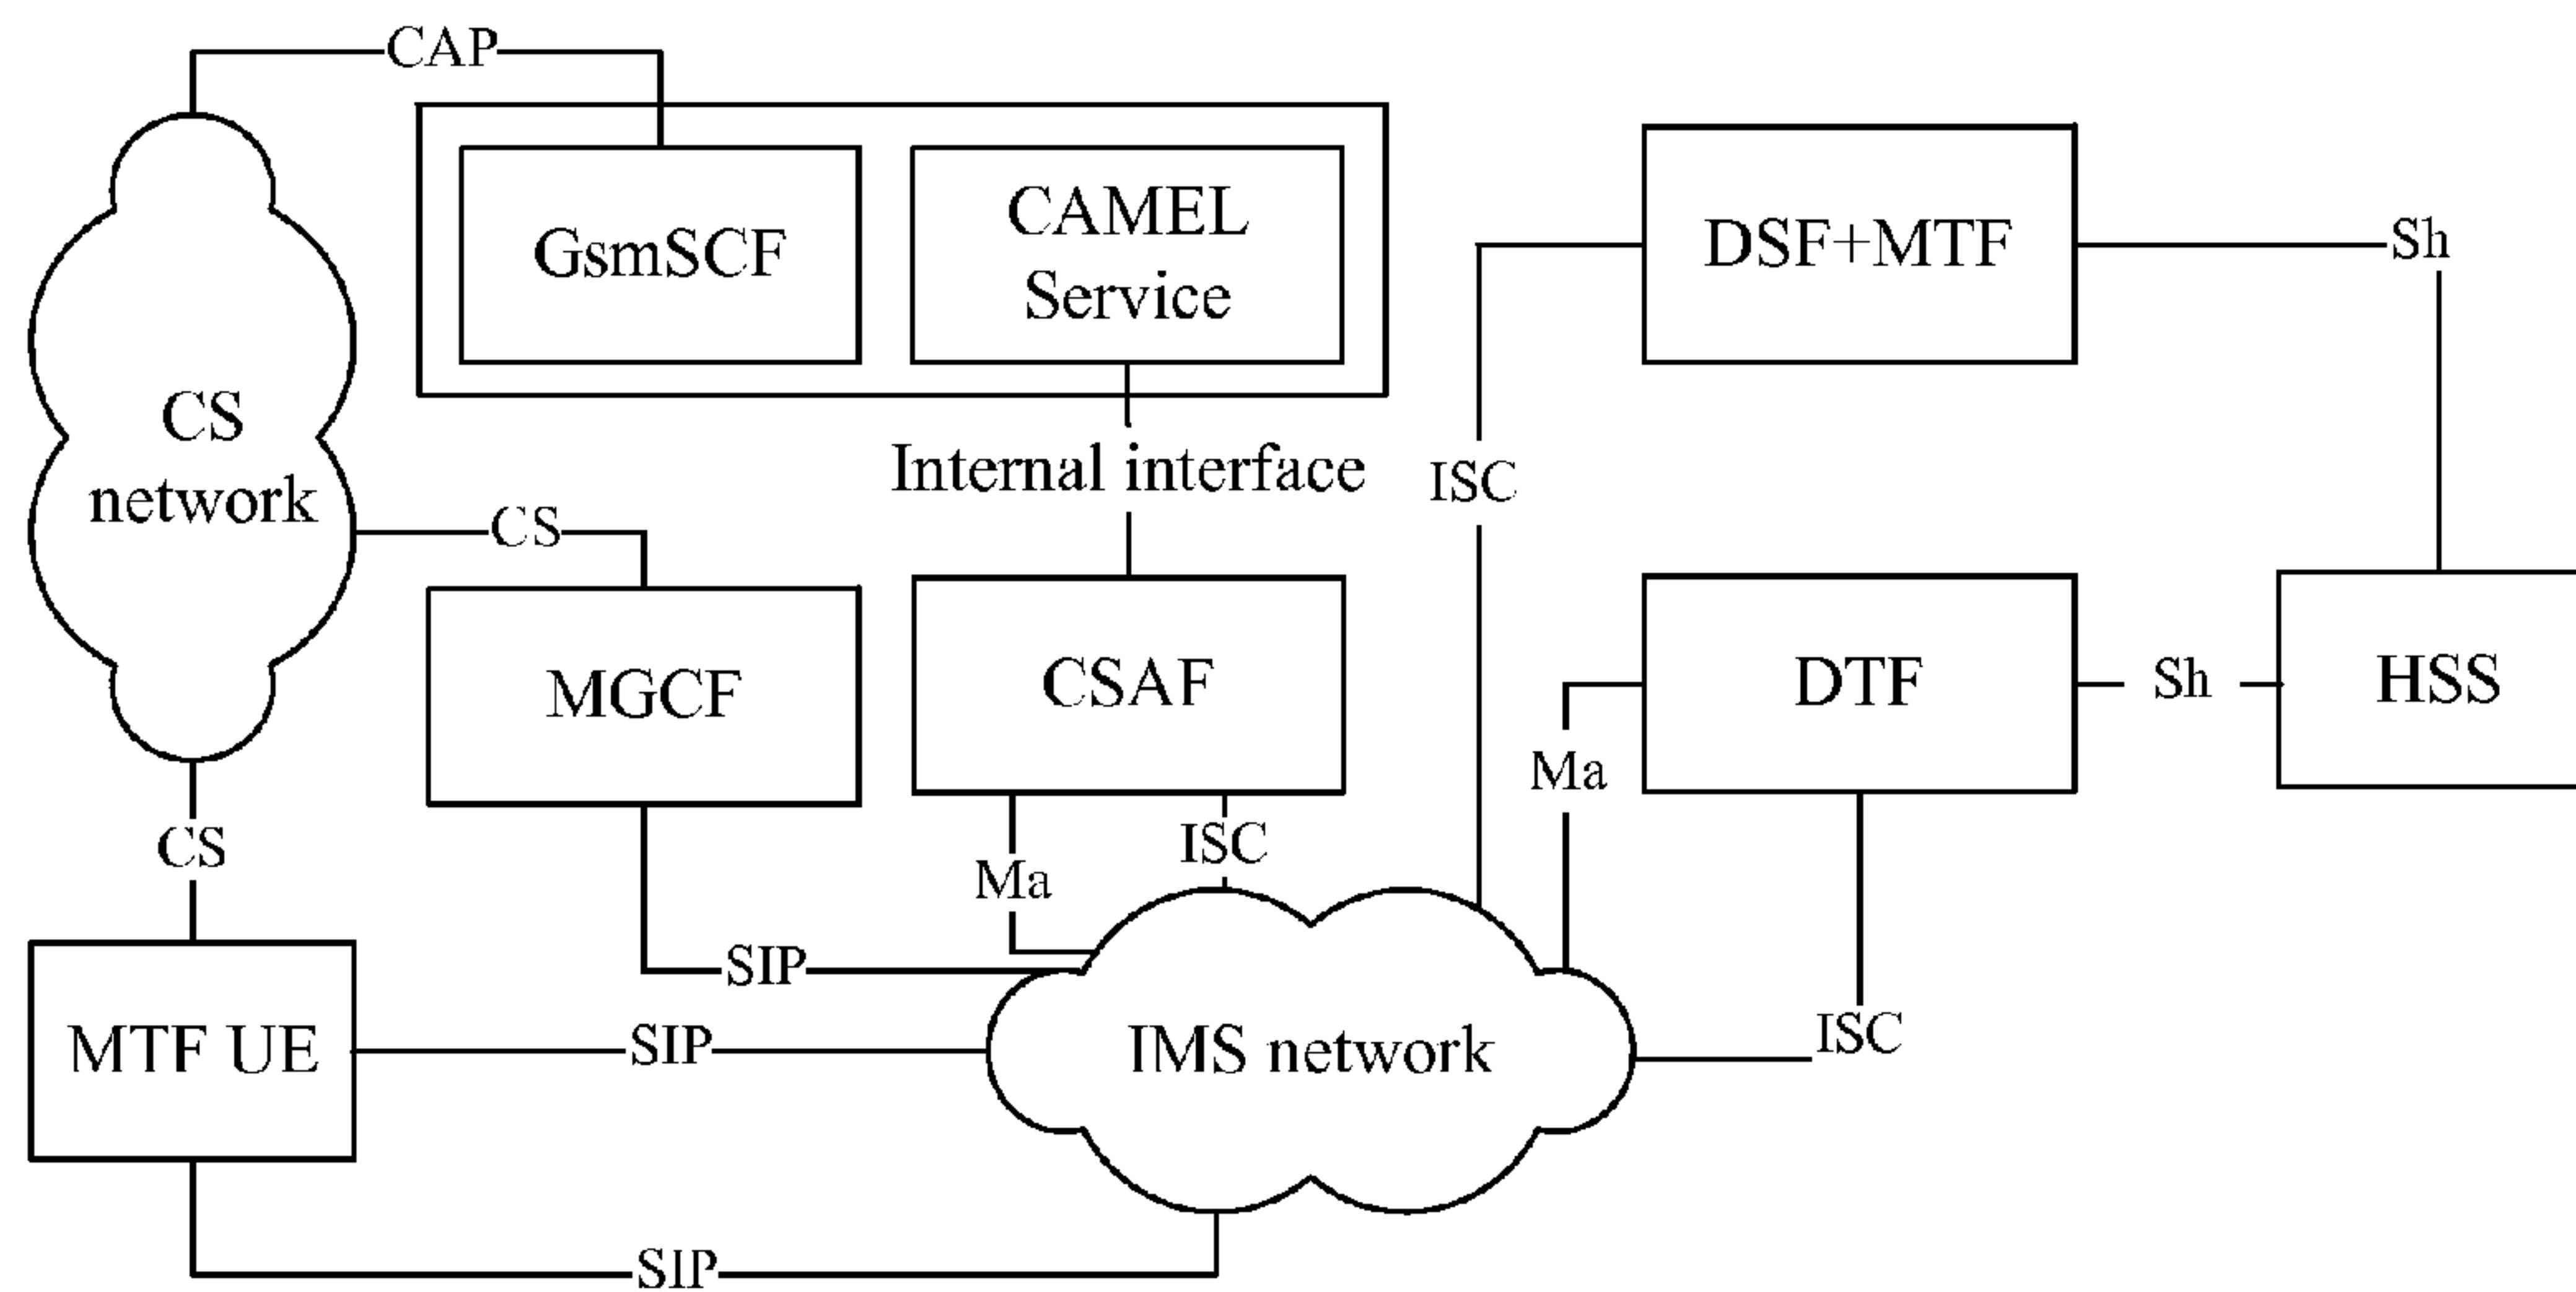 CAP
GsmSCF
CAMEL
Service
DSF+MTF
Sh
CS
network
Internal interface
ISC
CS
MGCF
CSAF
DTF
Sh
HSS
Ma
CS
Ma
ISC
SIP
MTF UE
SIP
IMS network
ISC
SIP